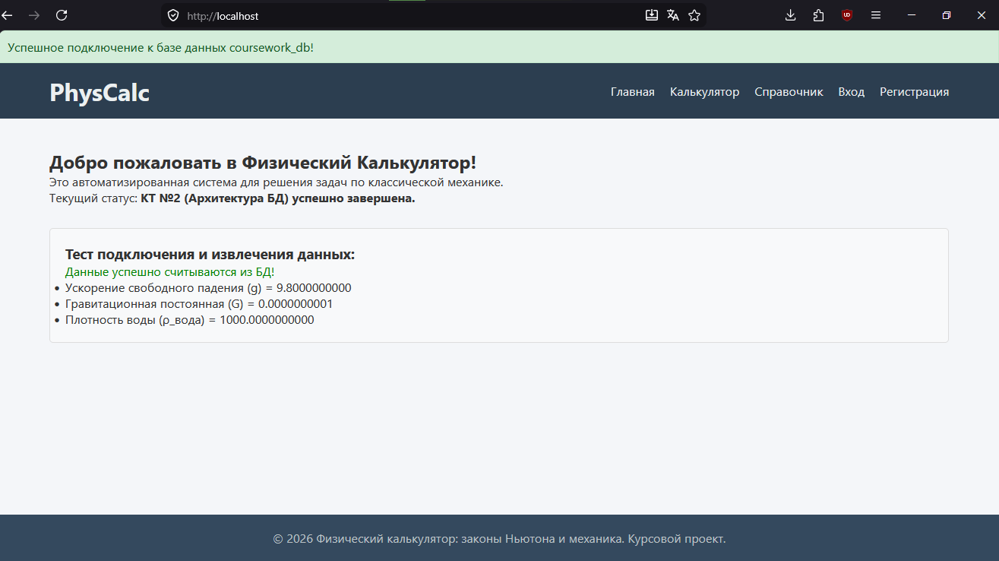 http://localhost
Успешное подключение к базе данных coursework_db!
PhysCalc
Главная Калькулятор Справочник Вход Регистрация
Добро пожаловать в Физический Калькулятор!
Это автоматизированная система для решения задач по классической механике.
Текущий статус: КТ №2 (Архитектура БД) успешно завершена.
Тест подключения и извлечения данных:
Данные успешно считываются из БД!
• Ускорение свободного падения (g) = 9.8000000000
• Гравитационная постоянная (G) = 0.0000000001
• Плотность воды (ρ_вода) = 1000.0000000000
© 2026 Физический калькулятор: законы Ньютона и механика. Курсовой проект.